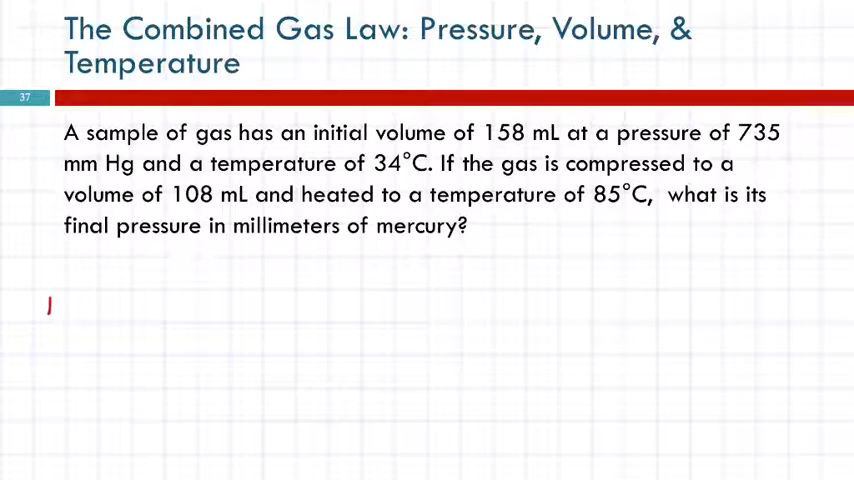 The Combined Gas Law: Pressure, Volume, &
Temperature
37
A sample of gas has an initial volume of 158 mL at a pressure of 735
mm Hg and a temperature of 34°C. If the gas is compressed to a
volume of 108 mL and heated to a temperature of 85°C, what is its
final pressure in millimeters of mercury?